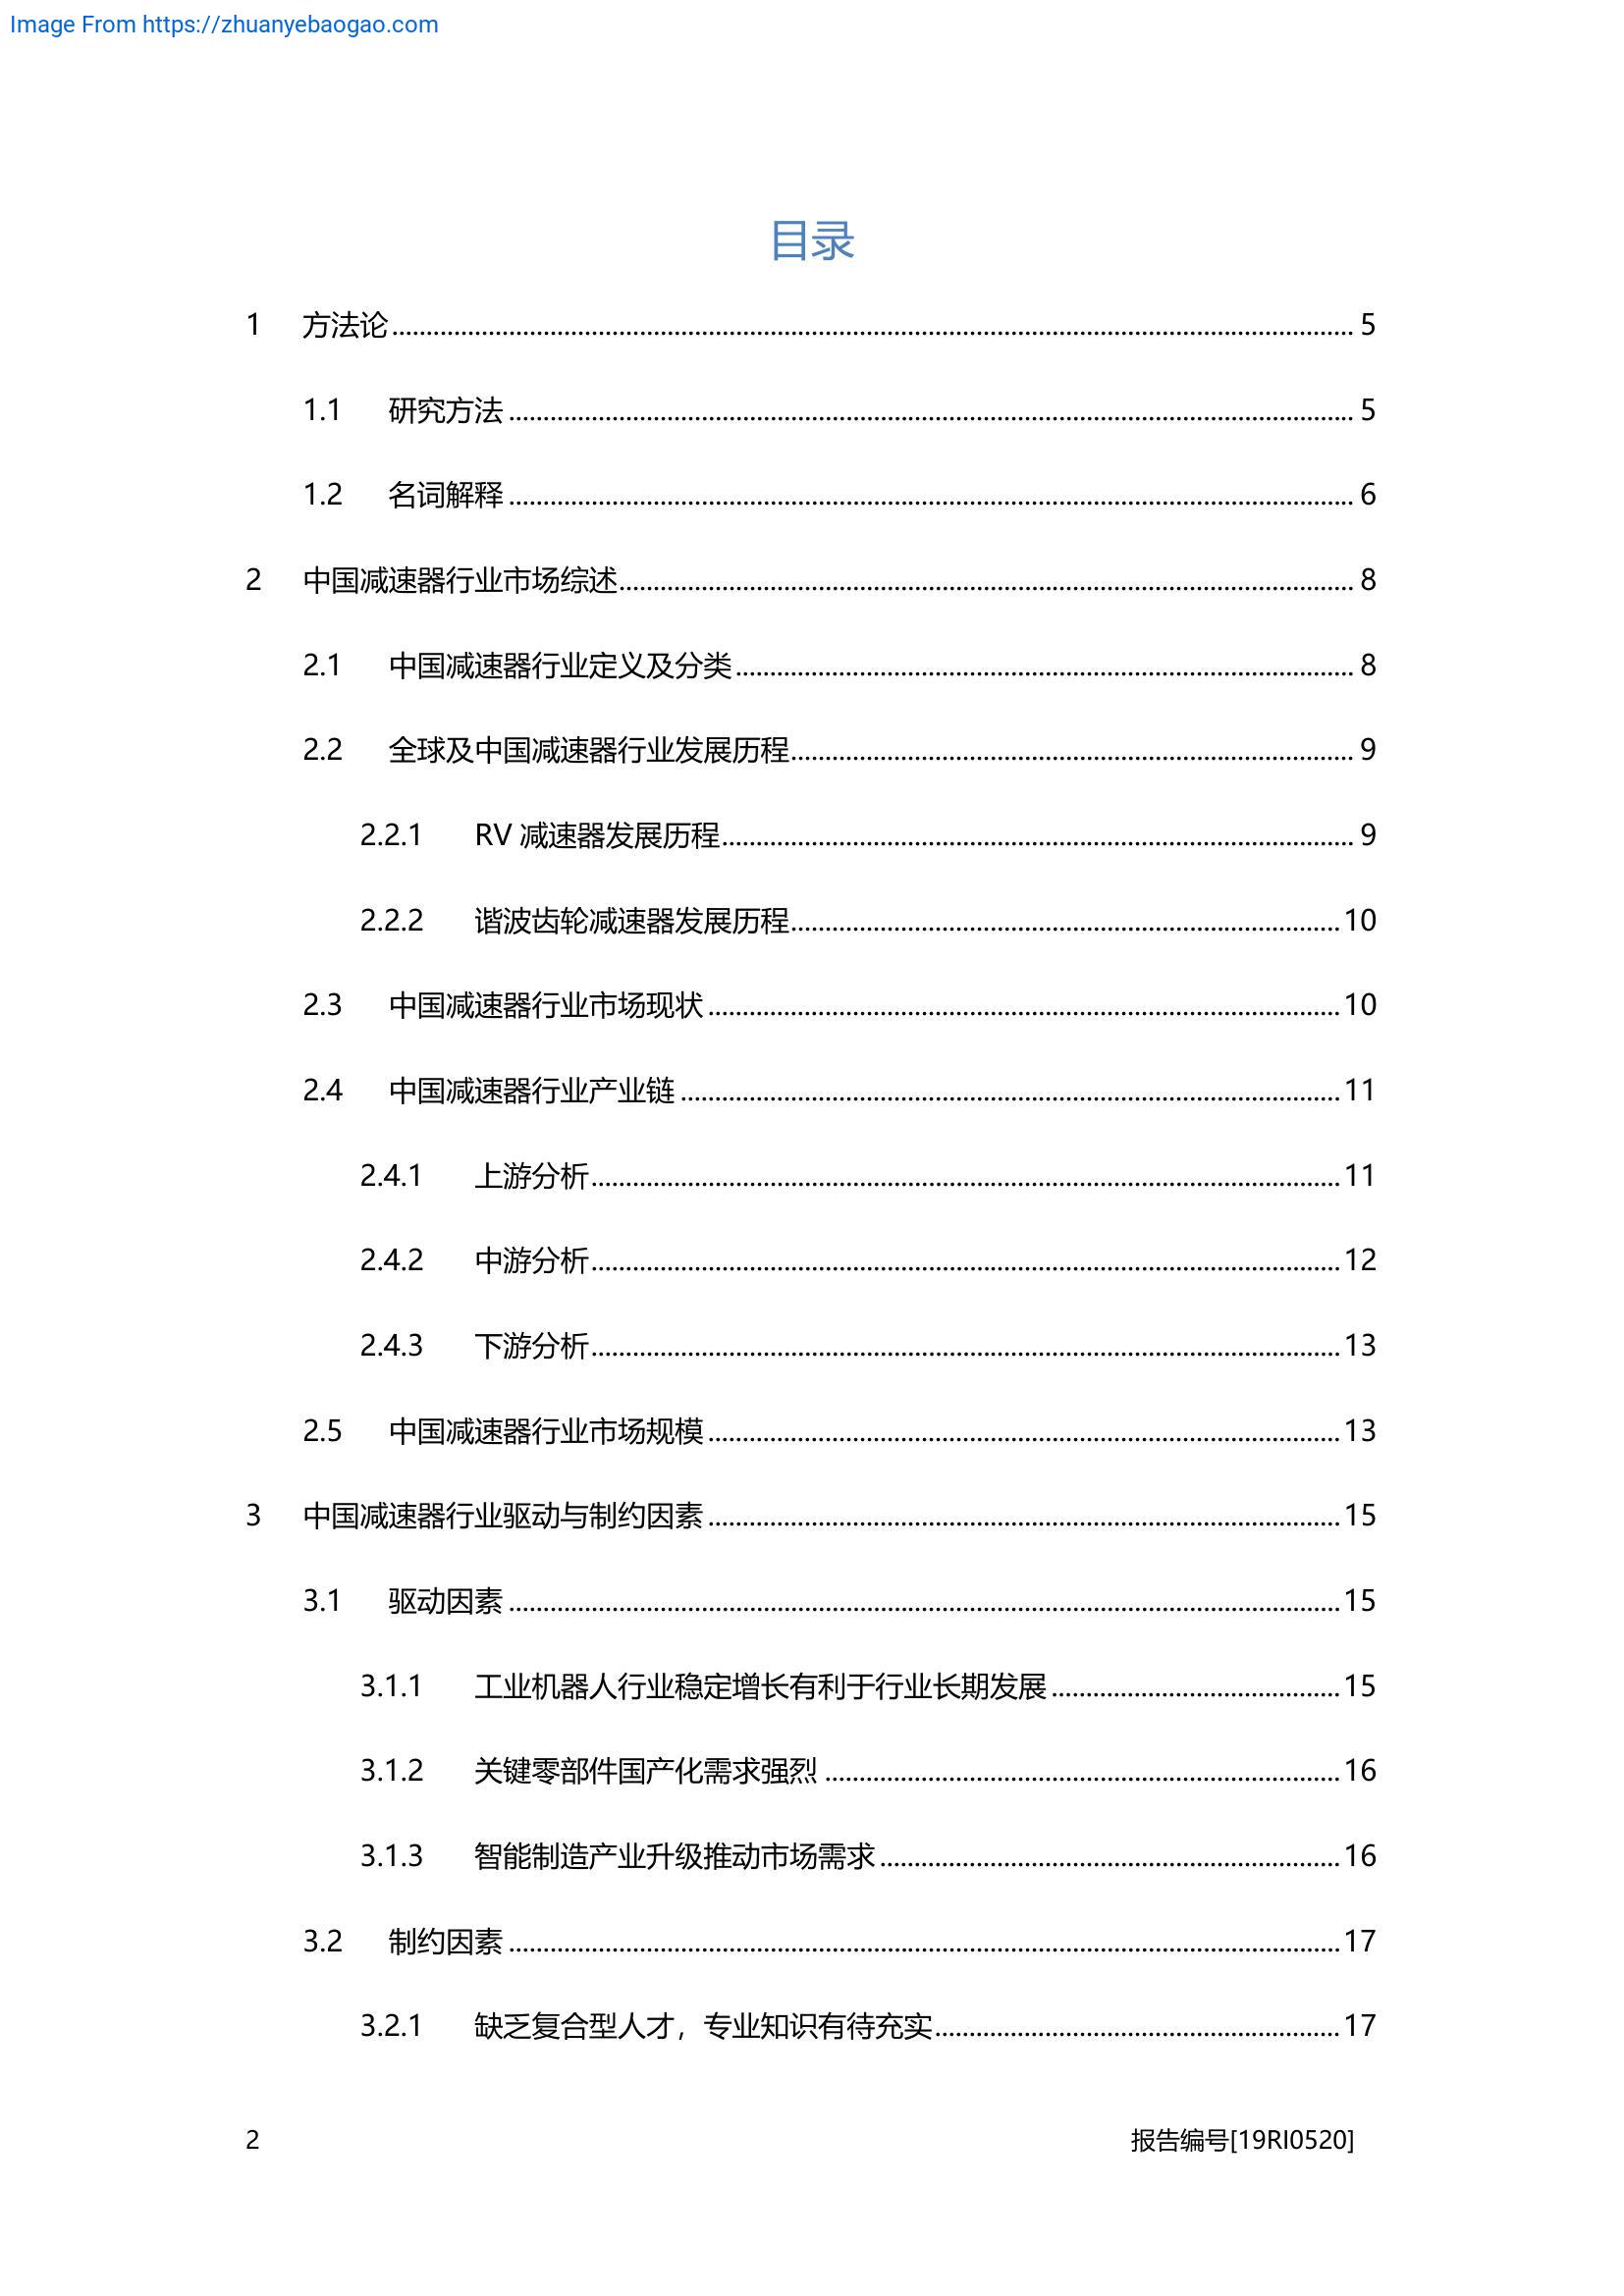 Image From https://zhuanyebaogao.com
目录
1 方法论 5
1.1 研究方法 5
1.2 名词解释 6
2 中国减速器行业市场综述 8
2.1 中国减速器行业定义及分类 8
2.2 全球及中国减速器行业发展历程 9
2.2.1 RV 减速器发展历程 9
2.2.2 谐波齿轮减速器发展历程 10
2.3 中国减速器行业市场现状 10
2.4 中国减速器行业产业链 11
2.4.1 上游分析 11
2.4.2 中游分析 12
2.4.3 下游分析 13
2.5 中国减速器行业市场规模 13
3 中国减速器行业驱动与制约因素 15
3.1 驱动因素 15
3.1.1 工业机器人行业稳定增长有利于行业长期发展 15
3.1.2 关键零部件国产化需求强烈 16
3.1.3 智能制造产业升级推动市场需求 16
3.2 制约因素 17
3.2.1 缺乏复合型人才，专业知识有待充实 17
2 报告编号[19RI0520]